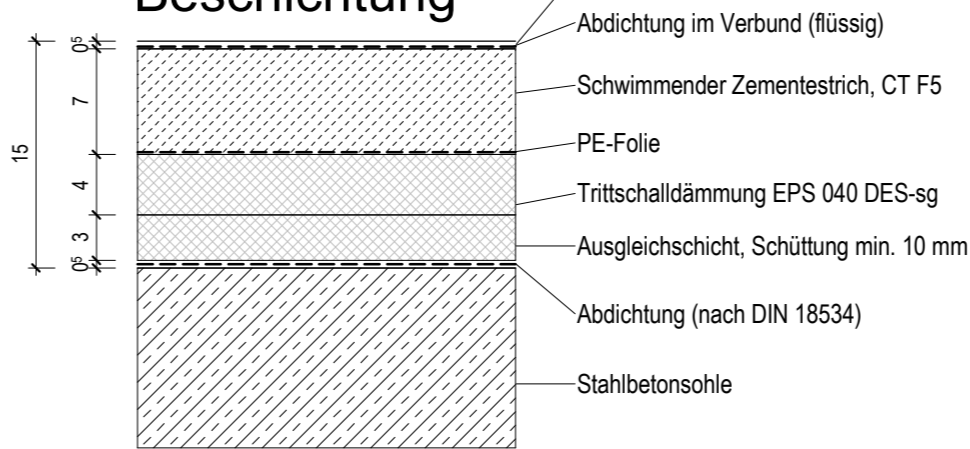 Beschichtung
Abdichtung im Verbund (flüssig)
Schwimmender Zementestrich, CT F5
PE-Folie
Trittschalldämmung EPS 040 DES-sg
Ausgleichschicht, Schüttung min. 10 mm
Abdichtung (nach DIN 18534)
Stahlbetonsohle
15
0⁵
7
4
3
0⁵